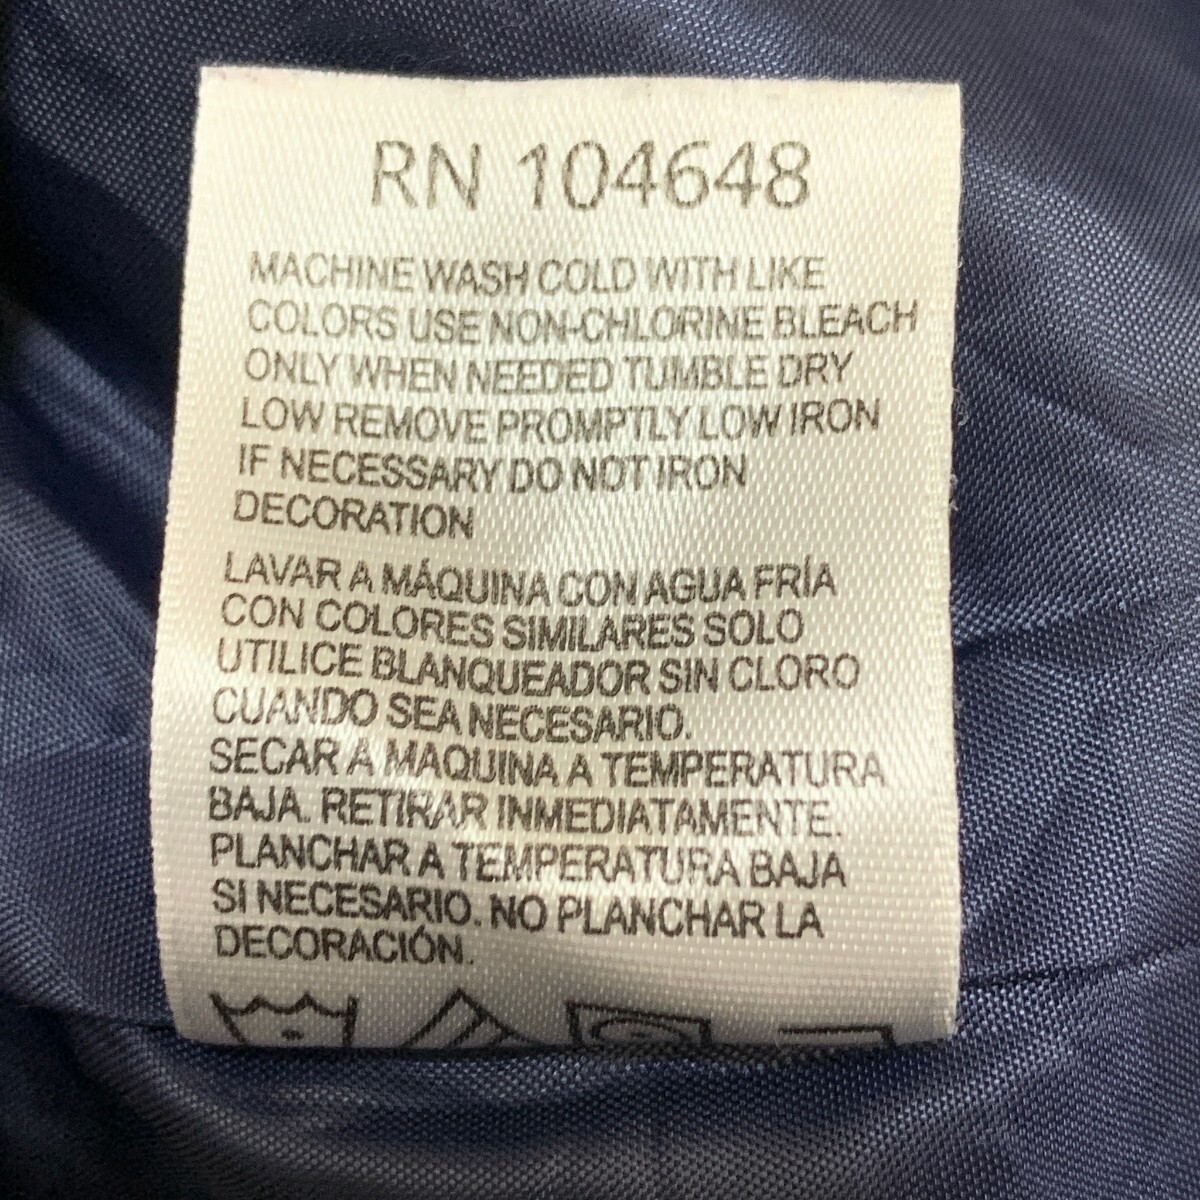 RN 104648
MACHINE WASH COLD WITH LIKE
COLORS USE NON-CHLORINE BLEACH
ONLY WHEN NEEDED TUMBLE DRY
LOW REMOVE PROMPTLY LOW IRON
IF NECESSARY DO NOT IRON
DECORATION
LAVAR A MÁQUINA CON AGUA FRÍA
CON COLORES SIMILARES SOLO
UTILICE BLANQUEADOR SIN CLORO
CUANDO SEA NECESARIO.
SECAR A MAQUINA A TEMPERATURA
BAJA. RETIRAR INMEDIATAMENTE.
PLANCHAR A TEMPERATURA BAJA
SI NECESARIO. NO PLANCHAR LA
DECORACIÓN.